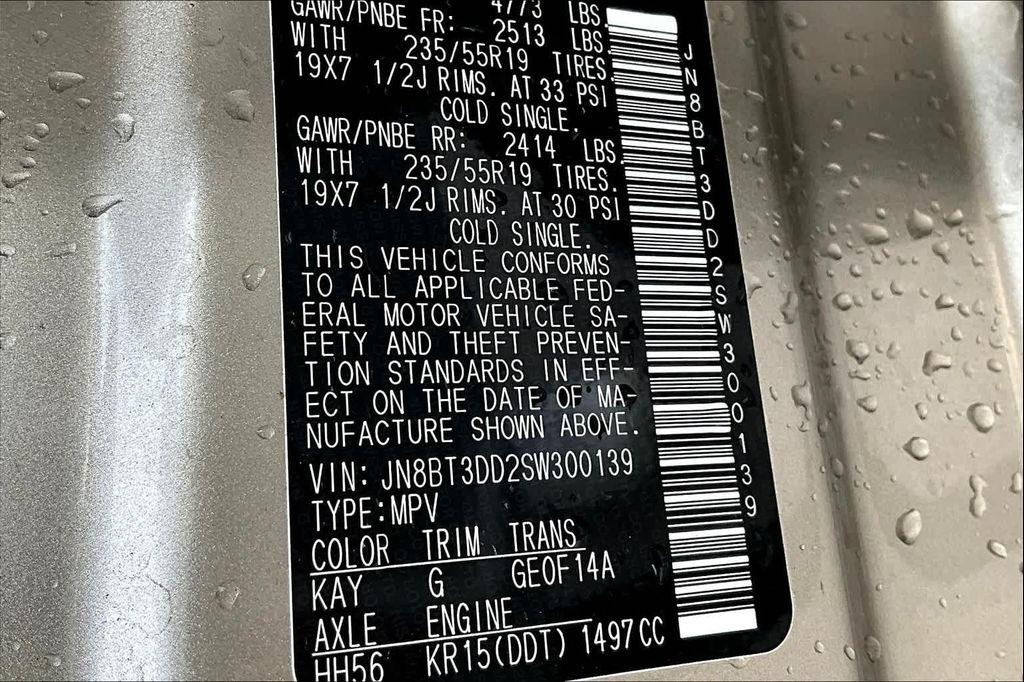 GAWR/PNBE FR: 4773 LBS.
2513 LBS.
WITH 235/55R19 TIRES.
19X7 1/2J RIMS. AT 33 PSI
COLD SINGLE.
GAWR/PNBE RR: 2414 LBS.
WITH 235/55R19 TIRES.
19X7 1/2J RIMS. AT 30 PSI
COLD SINGLE.
THIS VEHICLE CONFORMS
TO ALL APPLICABLE FED-
ERAL MOTOR VEHICLE SA-
FETY AND THEFT PREVEN-
TION STANDARDS IN EFF-
ECT ON THE DATE OF MA-
NUFACTURE SHOWN ABOVE.
VIN: JN8BT3DD2SW300139
TYPE:MPV
COLOR TRIM TRANS
KAY G GE0F14A
AXLE ENGINE
HH56 KR15(DDT) 1497CC
JN8BT3DD2SW300139